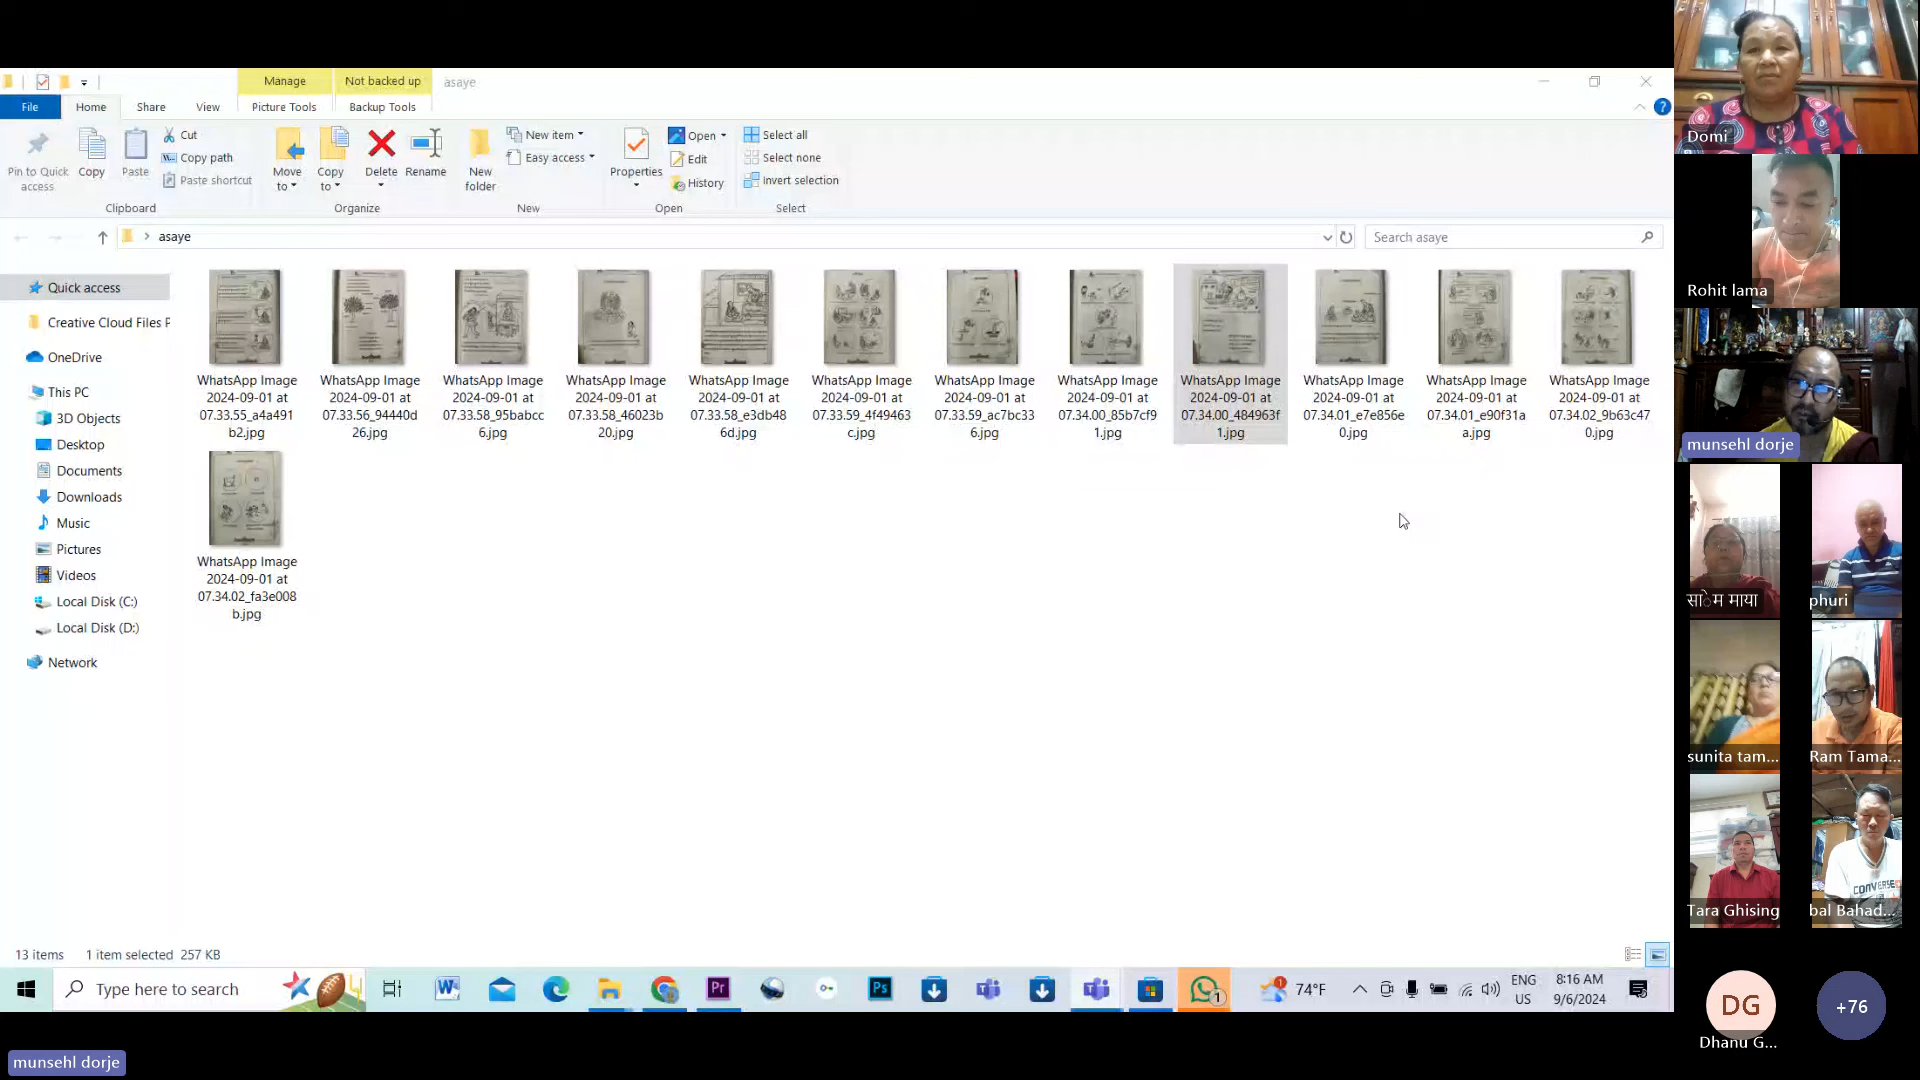 Manage
Not backed up
asaye
File
Home
Share
View
Picture Tools
Backup Tools
Pin to Quick access
Copy
Paste
Cut
Copy path
Paste shortcut
Clipboard
Move to
Copy to
Delete
Rename
Organize
New folder
New item
Easy access
New
Properties
Open
Edit
History
Open
Select all
Select none
Invert selection
Select
asaye
Search asaye
Quick access
Creative Cloud Files P
OneDrive
This PC
3D Objects
Desktop
Documents
Downloads
Music
Pictures
Videos
Local Disk (C:)
Local Disk (D:)
Network
WhatsApp Image 2024-09-01 at 07.33.55_a4a491b2.jpg
WhatsApp Image 2024-09-01 at 07.33.56_94440d26.jpg
WhatsApp Image 2024-09-01 at 07.33.58_95babcc6.jpg
WhatsApp Image 2024-09-01 at 07.33.58_46023b20.jpg
WhatsApp Image 2024-09-01 at 07.33.58_e3db486d.jpg
WhatsApp Image 2024-09-01 at 07.33.59_4f49463c.jpg
WhatsApp Image 2024-09-01 at 07.33.59_ac7bc336.jpg
WhatsApp Image 2024-09-01 at 07.34.00_85b7cf91.jpg
WhatsApp Image 2024-09-01 at 07.34.00_484963f1.jpg
WhatsApp Image 2024-09-01 at 07.34.01_e7e856e0.jpg
WhatsApp Image 2024-09-01 at 07.34.01_e90f31aa.jpg
WhatsApp Image 2024-09-01 at 07.34.02_9b63c470.jpg
WhatsApp Image 2024-09-01 at 07.34.02_fa3e008b.jpg
13 items
1 item selected 257 KB
Type here to search
74°F
ENG
US
8:16 AM
9/6/2024
munsehl dorje
Domi
Rohit lama
munsehl dorje
साेम माया
phuri
sunita tam...
Ram Tama...
Tara Ghising
CONVERSE
bal Bahad...
DG
Dhanu G...
+76